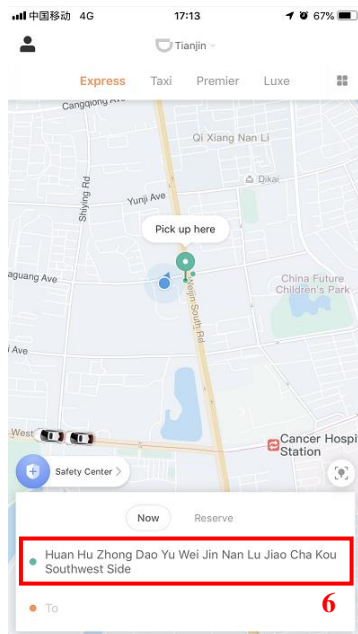 中国移动 4G 17:13 67%
Tianjin
Express Taxi Premier Luxe
Qi Xiang Nan Li
Dikai
Shiying Rd
Yunji Ave
Pick up here
aguang Ave
China Future
Children's Park
Weijin South Rd
i Ave
West
Cancer Hospi
Station
Safety Center >
Now Reserve
Huan Hu Zhong Dao Yu Wei Jin Nan Lu Jiao Cha Kou
Southwest Side
6
To